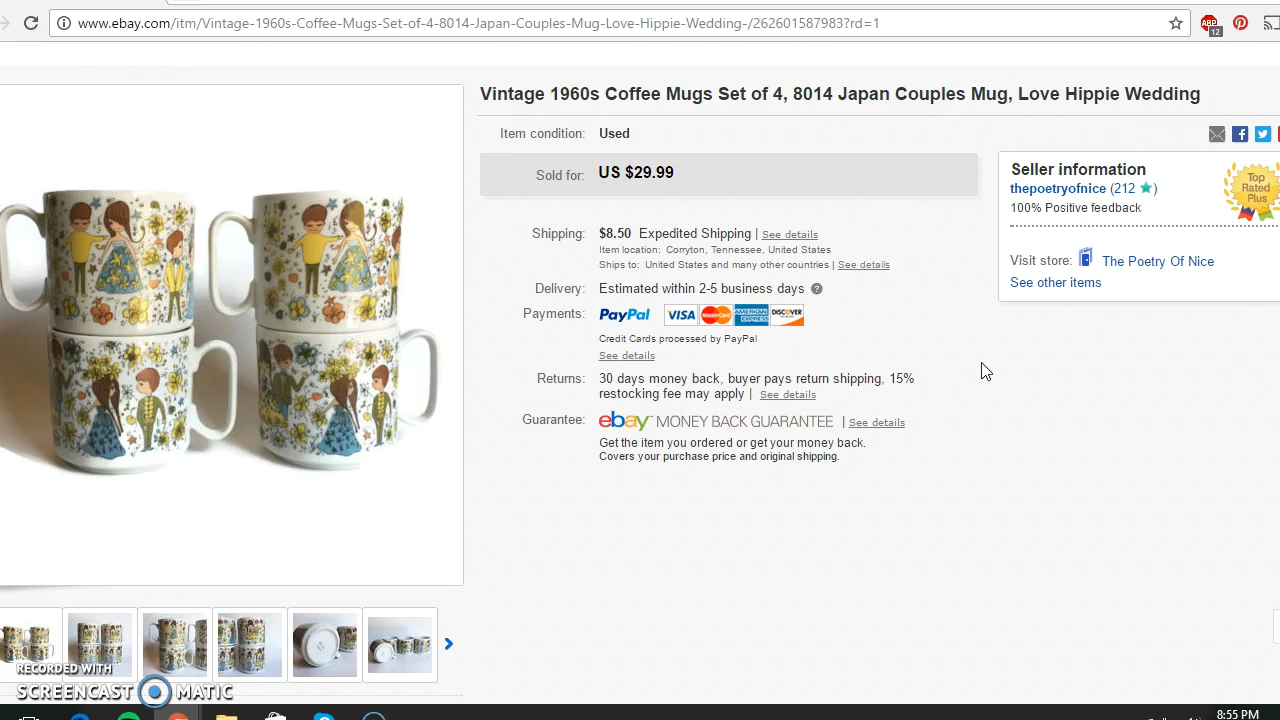 www.ebay.com/itm/Vintage-1960s-Coffee-Mugs-Set-of-4-8014-Japan-Couples-Mug-Love-Hippie-Wedding-/262601587983?rd=1
ABP
12
Vintage 1960s Coffee Mugs Set of 4, 8014 Japan Couples Mug, Love Hippie Wedding
Item condition: Used
Sold for: US $29.99
Shipping: $8.50 Expedited Shipping | See details
Item location: Corryton, Tennessee, United States
Ships to: United States and many other countries | See details
Delivery: Estimated within 2-5 business days ?
Payments: PayPal VISA MasterCard AMERICAN EXPRESS DISCOVER
Credit Cards processed by PayPal
See details
Returns: 30 days money back, buyer pays return shipping, 15%
restocking fee may apply | See details
Guarantee: ebay MONEY BACK GUARANTEE | See details
Get the item you ordered or get your money back.
Covers your purchase price and original shipping.
Seller information
thepoetryofnice (212 )
100% Positive feedback
Top
Rated
Plus
Visit store: The Poetry Of Nice
See other items
RECORDED WITH
SCREENCAST MATIC
8:55 PM